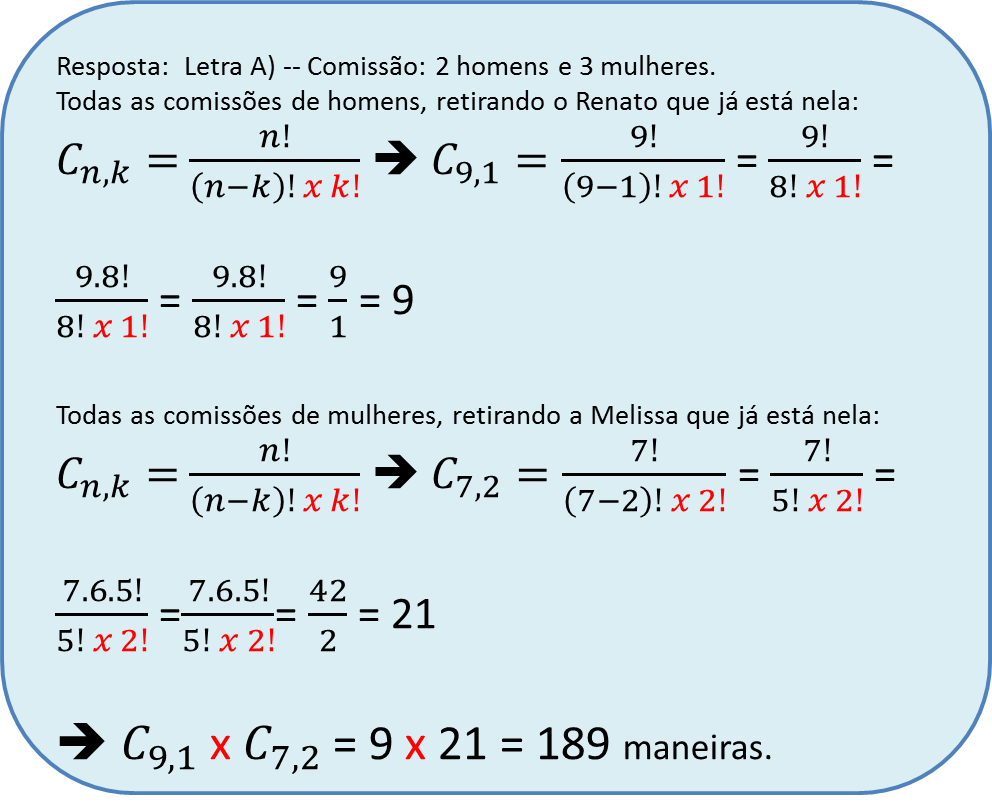 Resposta: Letra A) -- Comissão: 2 homens e 3 mulheres.
Todas as comissões de homens, retirando o Renato que já está nela:
C_{n,k} = \frac{n!}{(n-k)! x k!} ➔ C_{9,1} = \frac{9!}{(9-1)! x 1!} = \frac{9!}{8! x 1!} =
\frac{9.8!}{8! x 1!} = \frac{9.8!}{8! x 1!} = \frac{9}{1} = 9
Todas as comissões de mulheres, retirando a Melissa que já está nela:
C_{n,k} = \frac{n!}{(n-k)! x k!} ➔ C_{7,2} = \frac{7!}{(7-2)! x 2!} = \frac{7!}{5! x 2!} =
\frac{7.6.5!}{5! x 2!} = \frac{7.6.5!}{5! x 2!} = \frac{42}{2} = 21
➔ C_{9,1} x C_{7,2} = 9 x 21 = 189 maneiras.